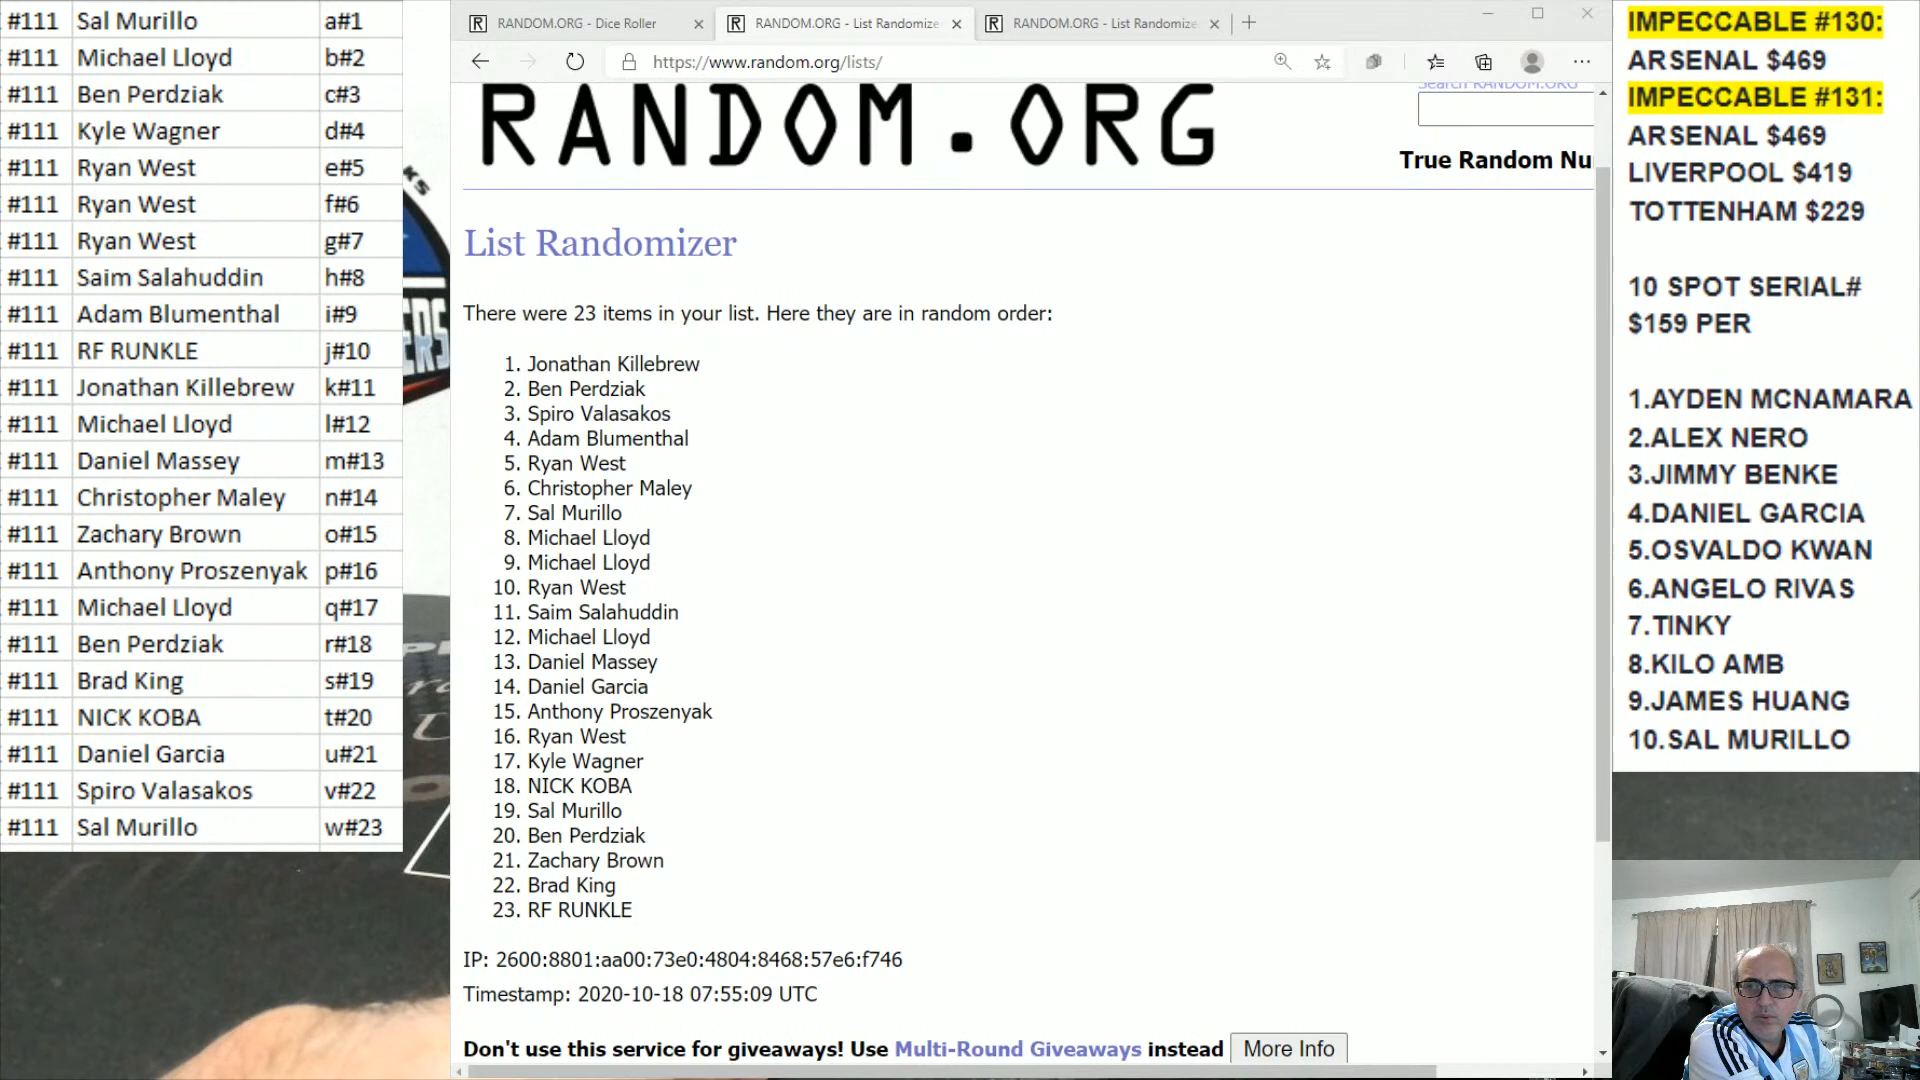 #111 Sal Murillo a#1
#111 Michael Lloyd b#2
#111 Ben Perdziak c#3
#111 Kyle Wagner d#4
#111 Ryan West e#5
#111 Ryan West f#6
#111 Ryan West g#7
#111 Saim Salahuddin h#8
#111 Adam Blumenthal i#9
#111 RF RUNKLE j#10
#111 Jonathan Killebrew k#11
#111 Michael Lloyd l#12
#111 Daniel Massey m#13
#111 Christopher Maley n#14
#111 Zachary Brown o#15
#111 Anthony Proszenyak p#16
#111 Michael Lloyd q#17
#111 Ben Perdziak r#18
#111 Brad King s#19
#111 NICK KOBA t#20
#111 Daniel Garcia u#21
#111 Spiro Valasakos v#22
#111 Sal Murillo w#23
RANDOM.ORG - Dice Roller
RANDOM.ORG - List Randomize
RANDOM.ORG - List Randomize
https://www.random.org/lists/
RANDOM.ORG
Search RANDOM.ORG
True Random Nu
List Randomizer
There were 23 items in your list. Here they are in random order:
1. Jonathan Killebrew
2. Ben Perdziak
3. Spiro Valasakos
4. Adam Blumenthal
5. Ryan West
6. Christopher Maley
7. Sal Murillo
8. Michael Lloyd
9. Michael Lloyd
10. Ryan West
11. Saim Salahuddin
12. Michael Lloyd
13. Daniel Massey
14. Daniel Garcia
15. Anthony Proszenyak
16. Ryan West
17. Kyle Wagner
18. NICK KOBA
19. Sal Murillo
20. Ben Perdziak
21. Zachary Brown
22. Brad King
23. RF RUNKLE
IP: 2600:8801:aa00:73e0:4804:8468:57e6:f746
Timestamp: 2020-10-18 07:55:09 UTC
Don't use this service for giveaways! Use Multi-Round Giveaways instead More Info
IMPECCABLE #130:
ARSENAL $469
IMPECCABLE #131:
ARSENAL $469
LIVERPOOL $419
TOTTENHAM $229
10 SPOT SERIAL#
$159 PER
1.AYDEN MCNAMARA
2.ALEX NERO
3.JIMMY BENKE
4.DANIEL GARCIA
5.OSVALDO KWAN
6.ANGELO RIVAS
7.TINKY
8.KILO AMB
9.JAMES HUANG
10.SAL MURILLO